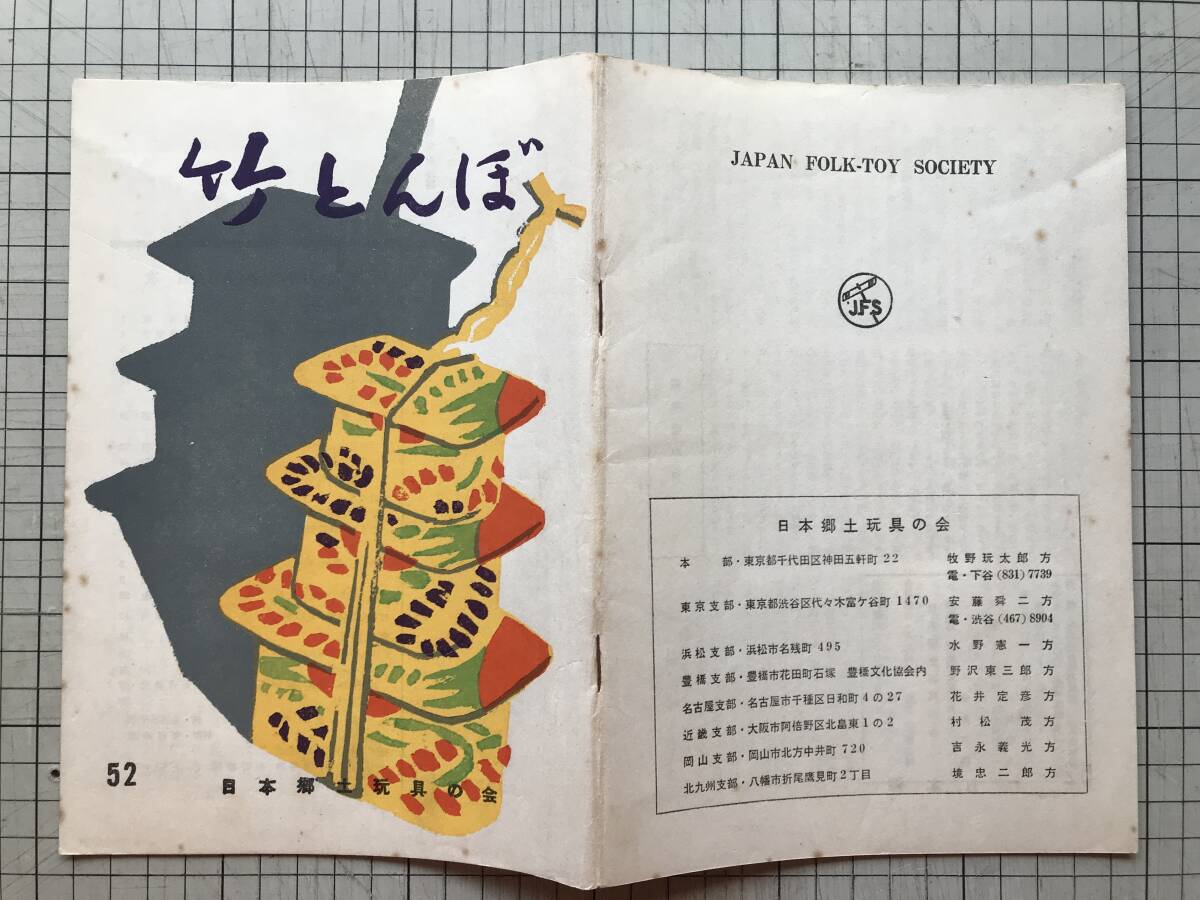 竹とんぼ
52
日本郷土玩具の会
JAPAN FOLK-TOY SOCIETY
J.F.S
日本郷土玩具の会
本 部・東京都千代田区神田五軒町 22 牧野玩太郎方
電・下谷 (831) 7739
東京支部・東京都渋谷区代々木富ケ谷町 1470 安藤舜二方
電・渋谷 (467) 8904
浜松支部・浜松市名残町 495 水野憲一方
豊橋支部・豊橋市花田町石塚 豊橋文化協会内 野沢東三郎方
名古屋支部・名古屋市千種区日和町 4 の 27 花井定彦方
近畿支部・大阪市阿倍野区北畠東 1 の 2 村松茂方
岡山支部・岡山市北方中井町 720 吉永義光方
北九州支部・八幡市折尾鷹見町 2 丁目 境忠二郎方